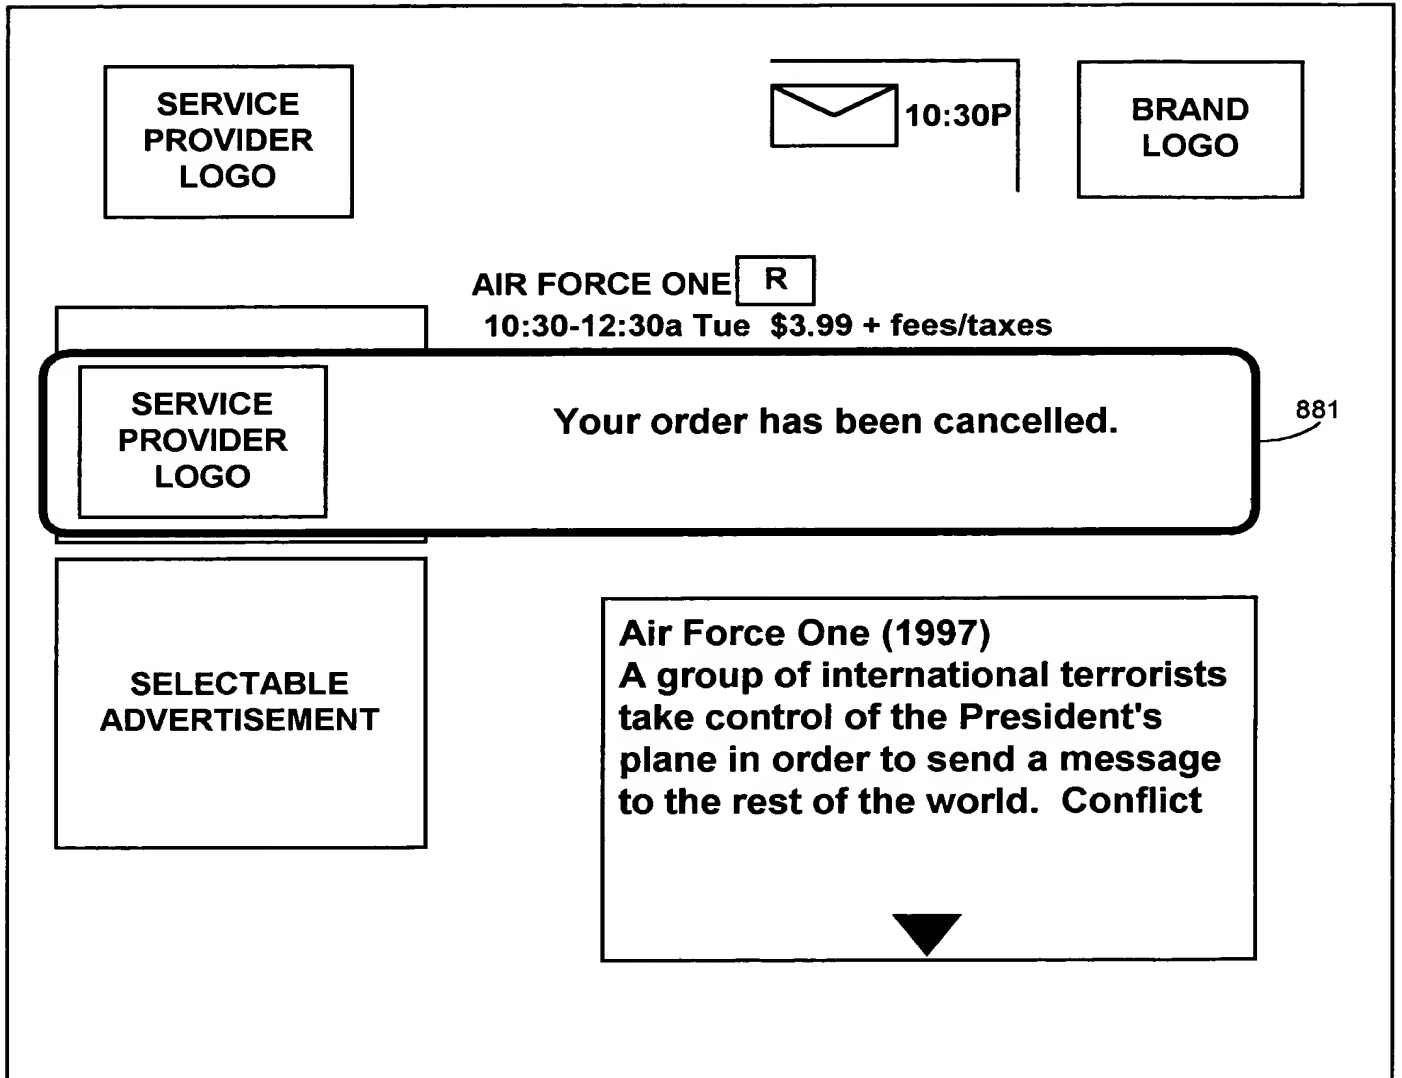 SERVICE
PROVIDER
LOGO
10:30P
BRAND
LOGO
AIR FORCE ONE R
10:30-12:30a Tue $3.99 + fees/taxes
SERVICE
PROVIDER
LOGO
Your order has been cancelled.
881
SELECTABLE
ADVERTISEMENT
Air Force One (1997)
A group of international terrorists
take control of the President's
plane in order to send a message
to the rest of the world. Conflict